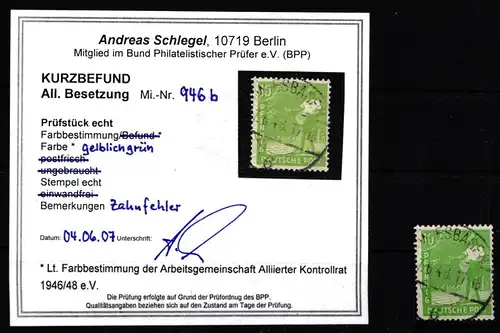 Andreas Schlegel, 10719 Berlin
Mitglied im Bund Philatelistischer Prüfer e.V. (BPP)
KURZBEFUND
All. Besetzung Mi.-Nr. 946 b
Prüfstück echt
Farbbestimmung/Befund *
Farbe * gelblichgrün
postfrisch
ungebraucht
Stempel echt
einwandfrei
Bemerkungen Zahnfehler
Datum: 04.06.07 Unterschrift:
* Lt. Farbbestimmung der Arbeitsgemeinschaft Alliierter Kontrollrat
1946/48 e.V.
Die Prüfung erfolgte auf Grund der Prüfordnug des BPP.
Qualitätsangaben beziehen sich auf den Zustand am Tage der Prüfung.
PFENNIG
DEUTSCHE POST
DEUTSCHE POST